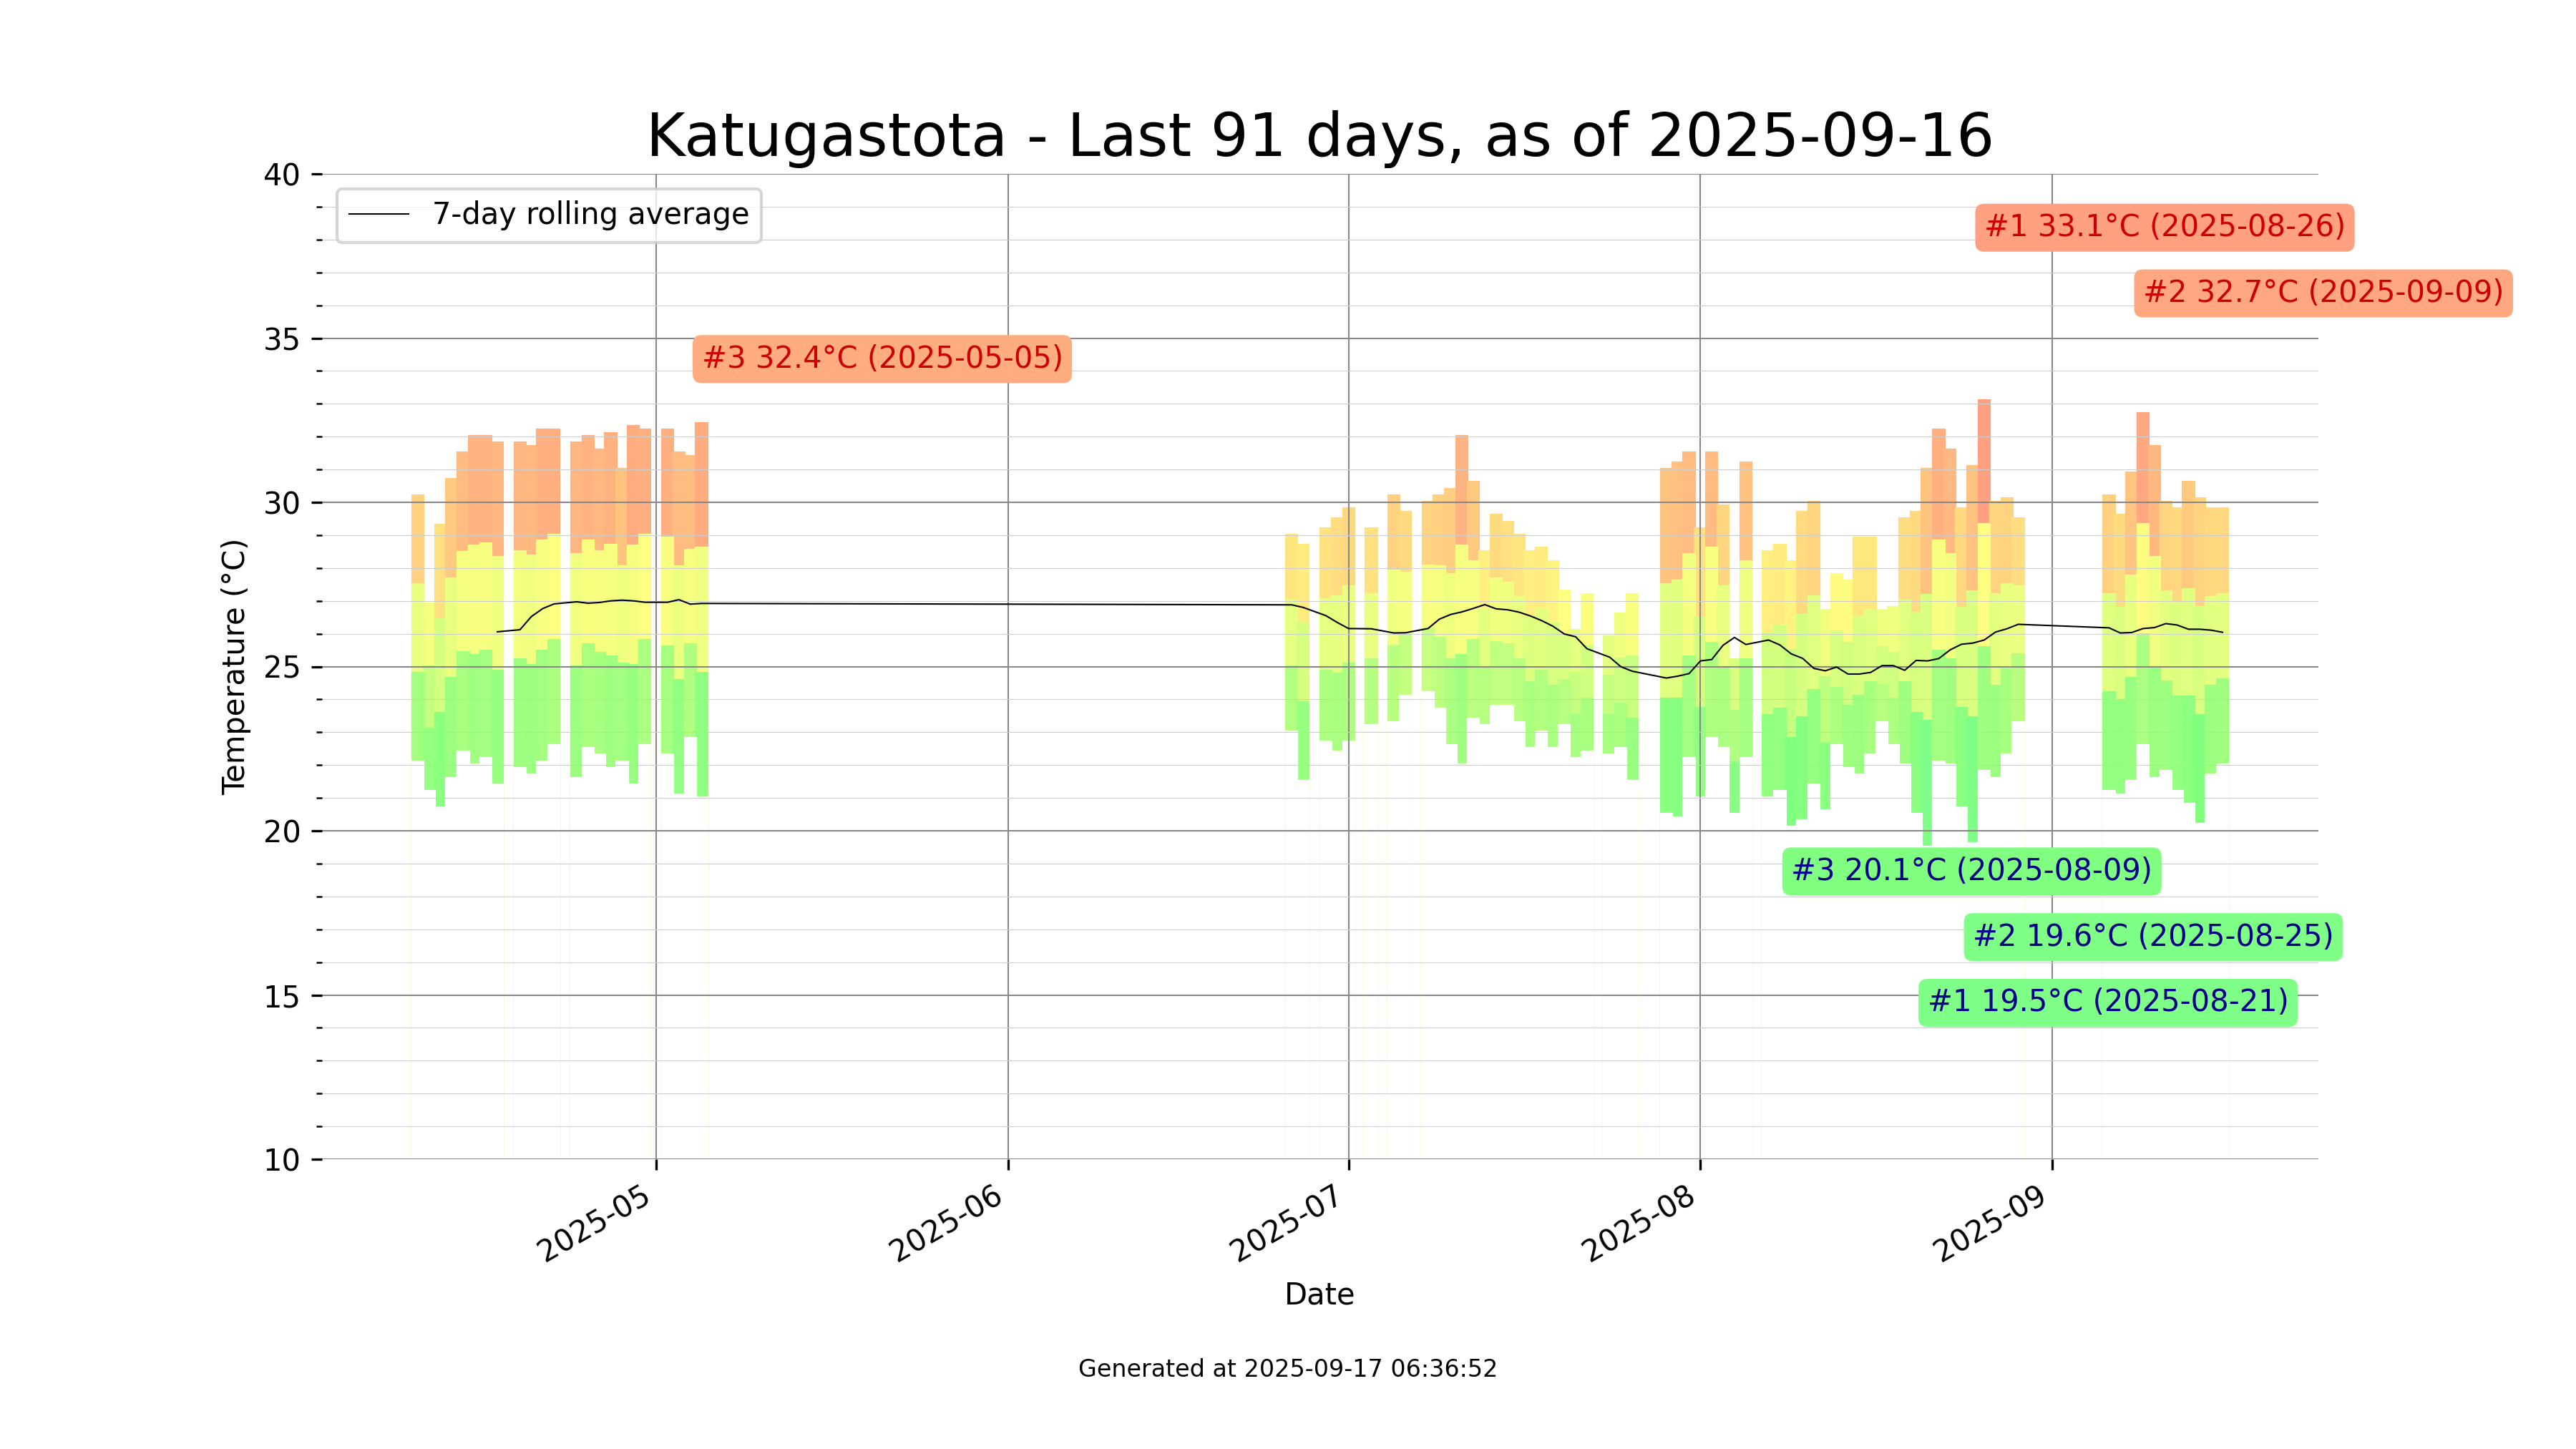 Katugastota - Last 91 days, as of 2025-09-16
40
7-day rolling average
#1 33.1°C (2025-08-26)
#2 32.7°C (2025-09-09)
35
#3 32.4°C (2025-05-05)
30
25
Temperature (°C)
20
#3 20.1°C (2025-08-09)
#2 19.6°C (2025-08-25)
15
#1 19.5°C (2025-08-21)
10
2025-05
2025-06
2025-07
2025-08
2025-09
Date
Generated at 2025-09-17 06:36:52